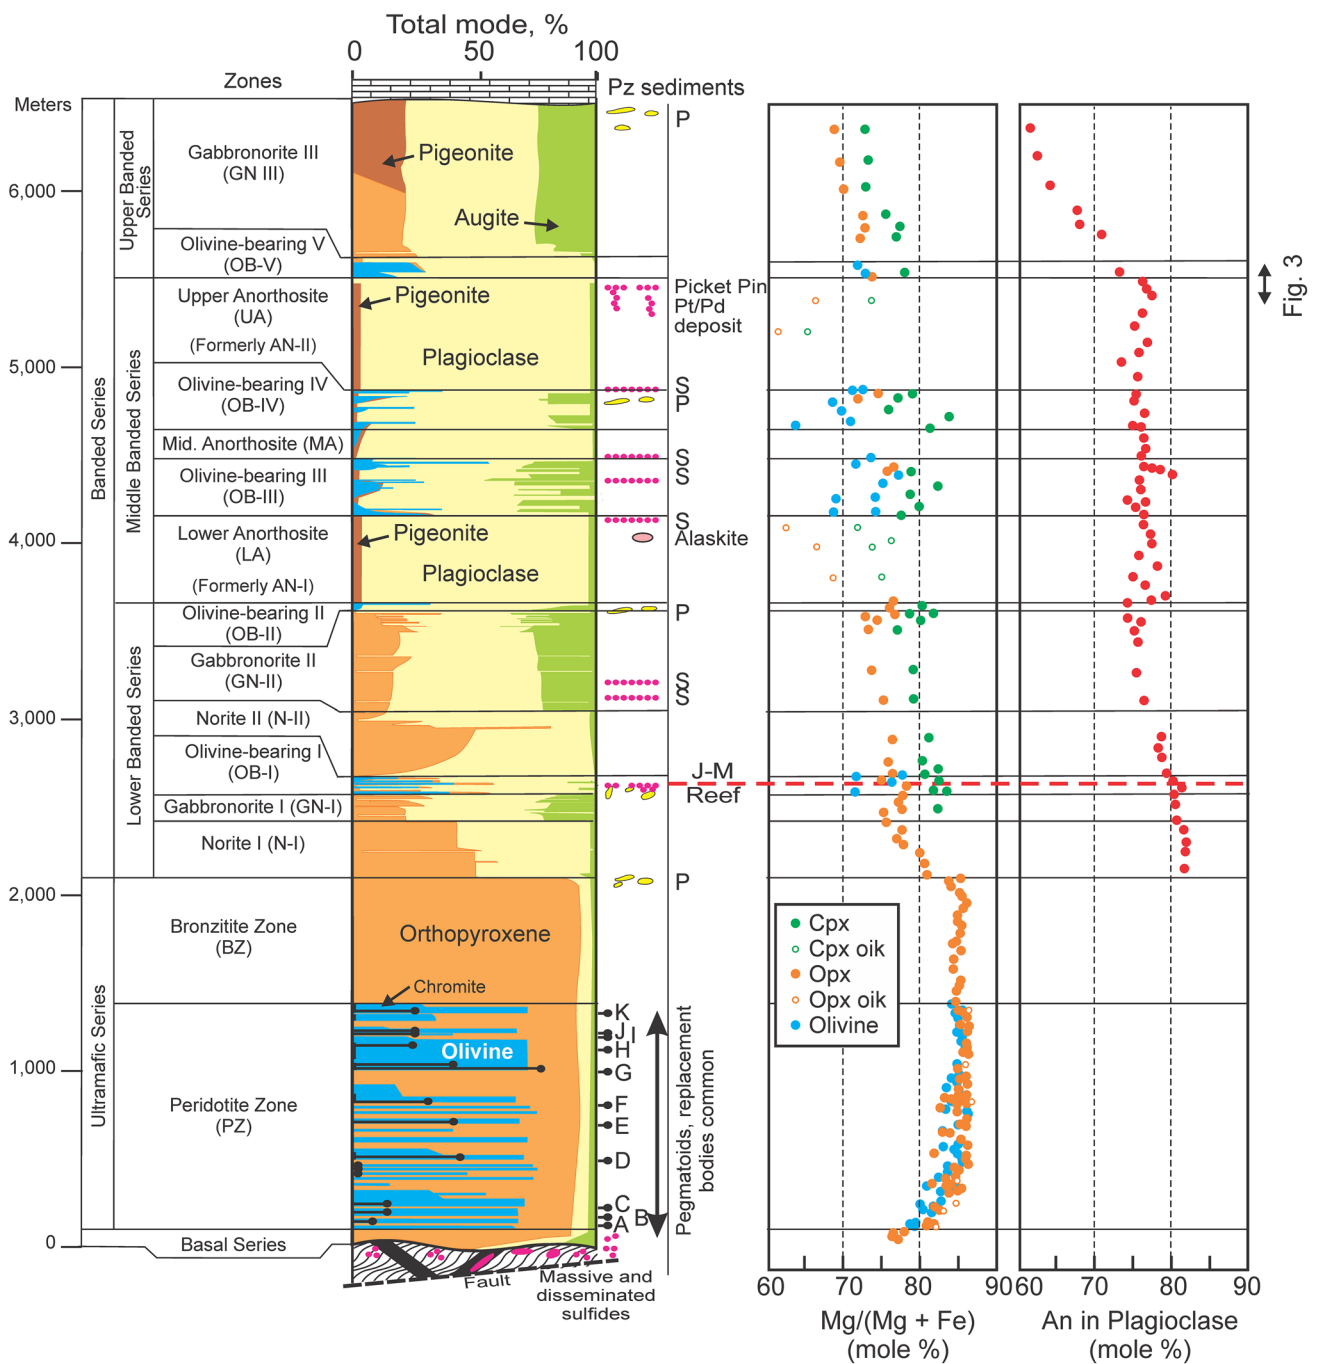 Total mode, %
0 50 100
Zones
Pz sediments
Meters
6,000
5,000
4,000
3,000
2,000
1,000
0
Banded Series
Ultramafic Series
Upper Banded
Series
Middle Banded Series
Lower Banded Series
Gabbronorite III
(GN III)
Olivine-bearing V
(OB-V)
Upper Anorthosite
(UA)
(Formerly AN-II)
Olivine-bearing IV
(OB-IV)
Mid. Anorthosite (MA)
Olivine-bearing III
(OB-III)
Lower Anorthosite
(LA)
(Formerly AN-I)
Olivine-bearing II
(OB-II)
Gabbronorite II
(GN-II)
Norite II (N-II)
Olivine-bearing I
(OB-I)
Gabbronorite I (GN-I)
Norite I (N-I)
Bronzitite Zone
(BZ)
Peridotite Zone
(PZ)
Basal Series
Pigeonite
Augite
Pigeonite
Plagioclase
Pigeonite
Plagioclase
Orthopyroxene
Chromite
Olivine
Fault
Massive and
disseminated
sulfides
P
Picket Pin
Pt/Pd
deposit
S
P
S
S
S
Alaskite
P
S
S
J-M
Reef
P
K
J
I
H
G
F
E
D
C
B
A
Pegmatoids, replacement
bodies common
Cpx
Cpx oik
Opx
Opx oik
Olivine
60 70 80 90
Mg/(Mg + Fe)
(mole %)
60 70 80 90
An in Plagioclase
(mole %)
Fig. 3